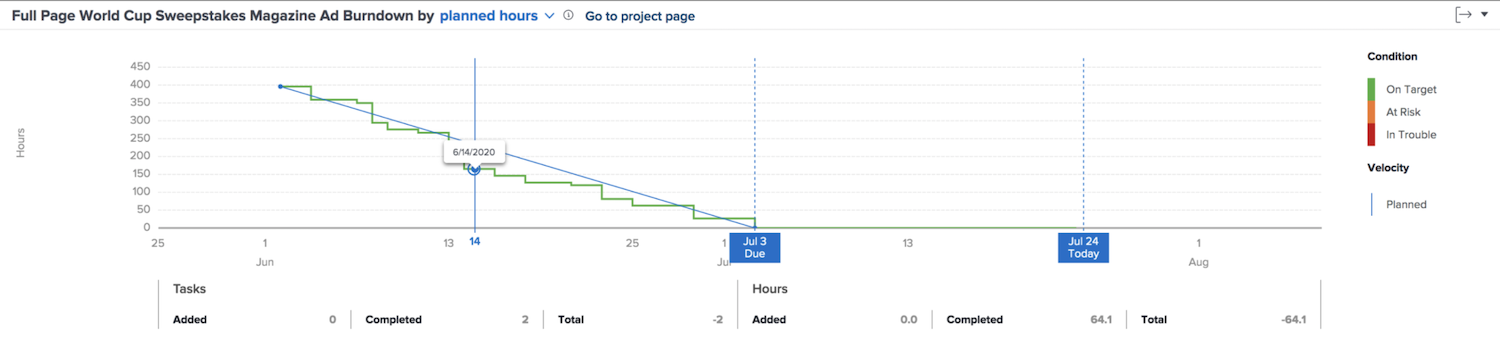 Full Page World Cup Sweepstakes Magazine Ad Burndown by planned hours Go to project page
Condition
On Target
At Risk
In Trouble
Velocity
Planned
Hours
450
400
350
300
250
200
150
100
50
0
6/14/2020
25 1 13 14 25 1 Jul 3 13 Jul 24 1
Jun Due Today Aug
Tasks Hours
Added 0 Completed 2 Total -2 Added 0.0 Completed 64.1 Total -64.1